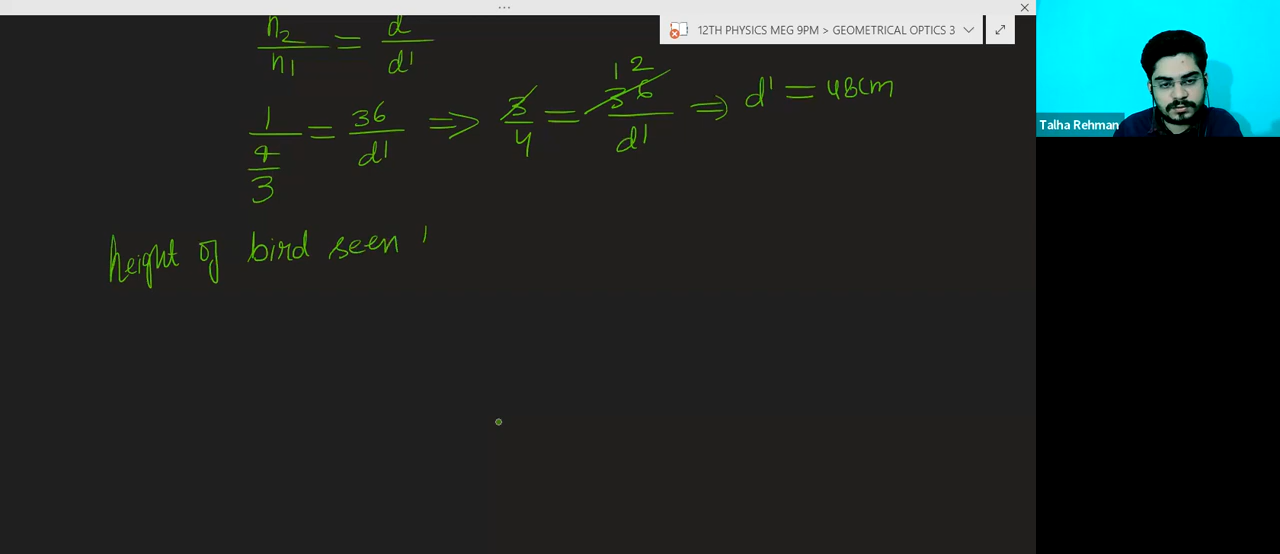 12TH PHYSICS MEG 9PM > GEOMETRICAL OPTICS 3
n2/n1 = d/d'
1/(4/3) = 36/d' ⇒ 3/4 = 36/d' ⇒ d' = 48cm
12
height of bird seen '
Talha Rehman